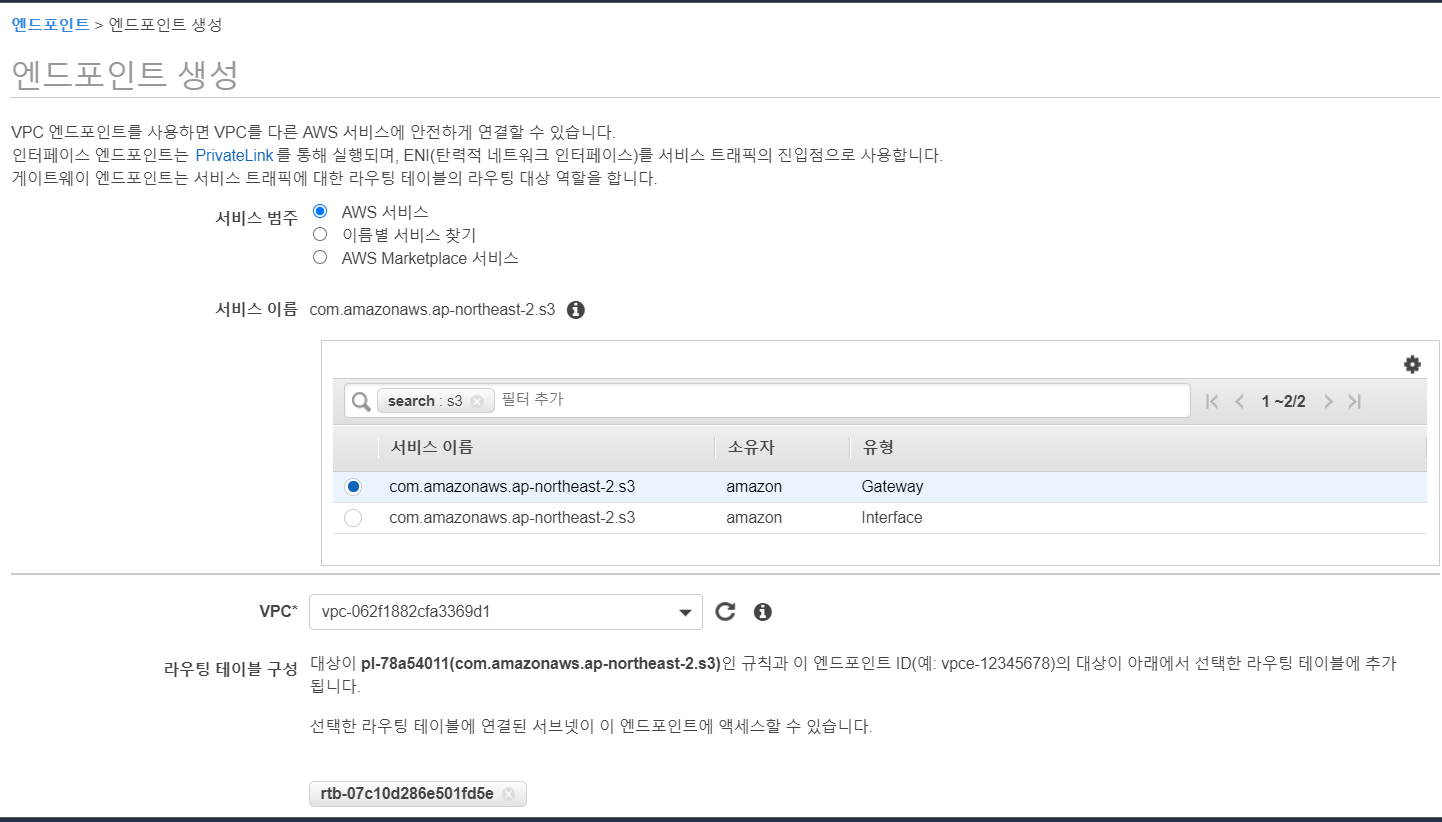 엔드포인트 > 엔드포인트 생성
엔드포인트 생성
VPC 엔드포인트를 사용하면 VPC를 다른 AWS 서비스에 안전하게 연결할 수 있습니다.
인터페이스 엔드포인트는 PrivateLink 를 통해 실행되며, ENI(탄력적 네트워크 인터페이스)를 서비스 트래픽의 진입점으로 사용합니다.
게이트웨이 엔드포인트는 서비스 트래픽에 대한 라우팅 테이블의 라우팅 대상 역할을 합니다.
서비스 범주 AWS 서비스
이름별 서비스 찾기
AWS Marketplace 서비스
서비스 이름 com.amazonaws.ap-northeast-2.s3
search : s3 필터 추가 1 ~2/2
서비스 이름 소유자 유형
com.amazonaws.ap-northeast-2.s3 amazon Gateway
com.amazonaws.ap-northeast-2.s3 amazon Interface
VPC* vpc-062f1882cfa3369d1
라우팅 테이블 구성 대상이 pl-78a54011(com.amazonaws.ap-northeast-2.s3)인 규칙과 이 엔드포인트 ID(예: vpce-12345678)의 대상이 아래에서 선택한 라우팅 테이블에 추가
됩니다.
선택한 라우팅 테이블에 연결된 서브넷이 이 엔드포인트에 액세스할 수 있습니다.
rtb-07c10d286e501fd5e